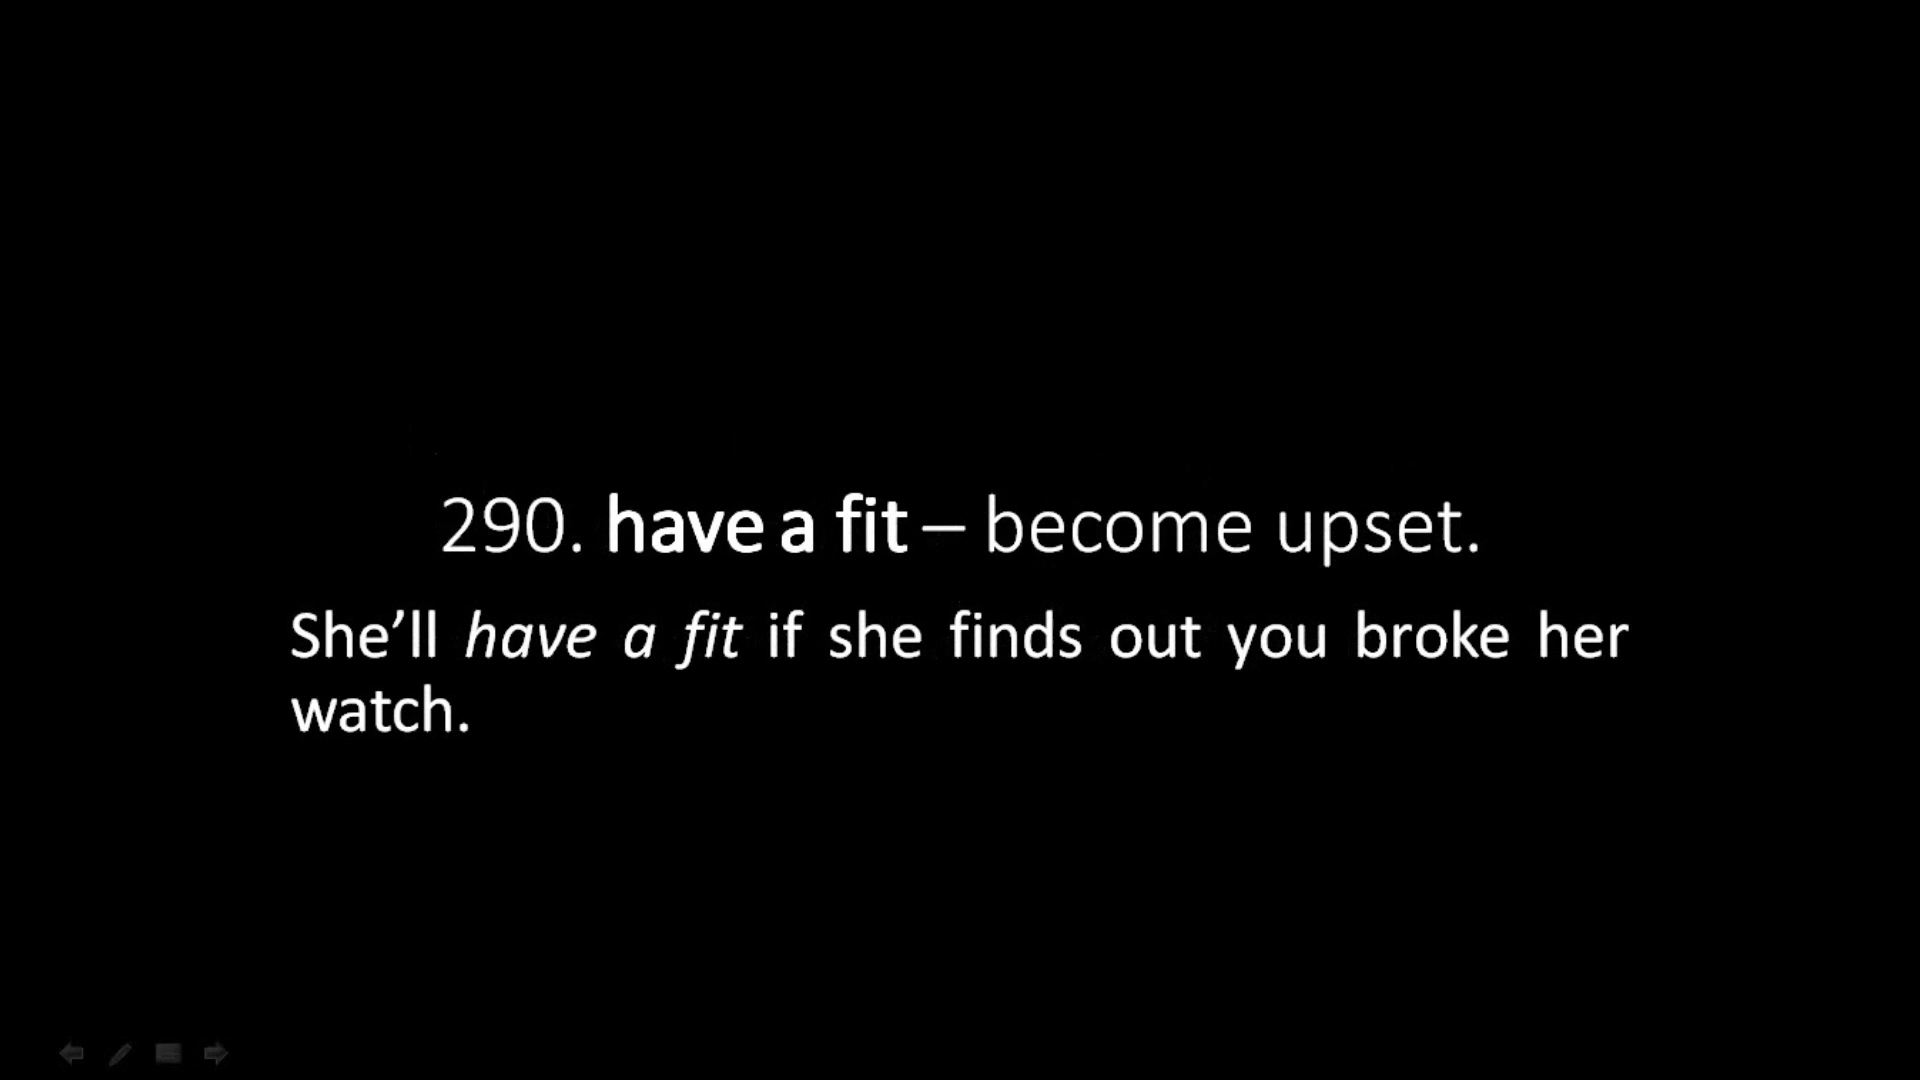 290. have a fit – become upset.
She’ll have a fit if she finds out you broke her
watch.